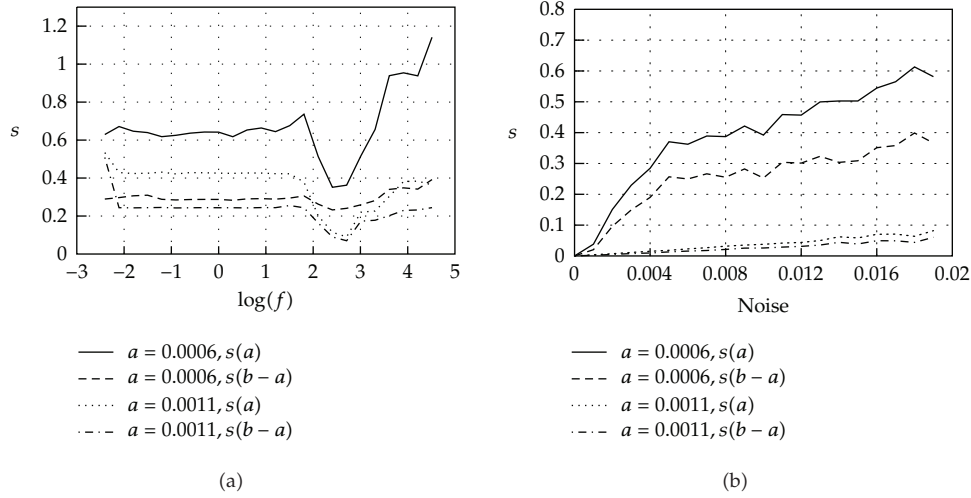 1.2
1
0.8
0.6
0.4
0.2
0
s
−3 −2 −1 0 1 2 3 4 5
log(f)
a = 0.0006, s(a)
a = 0.0006, s(b − a)
a = 0.0011, s(a)
a = 0.0011, s(b − a)
(a)
0.8
0.7
0.6
0.5
0.4
0.3
0.2
0.1
0
s
0 0.004 0.008 0.012 0.016 0.02
Noise
a = 0.0006, s(a)
a = 0.0006, s(b − a)
a = 0.0011, s(a)
a = 0.0011, s(b − a)
(b)